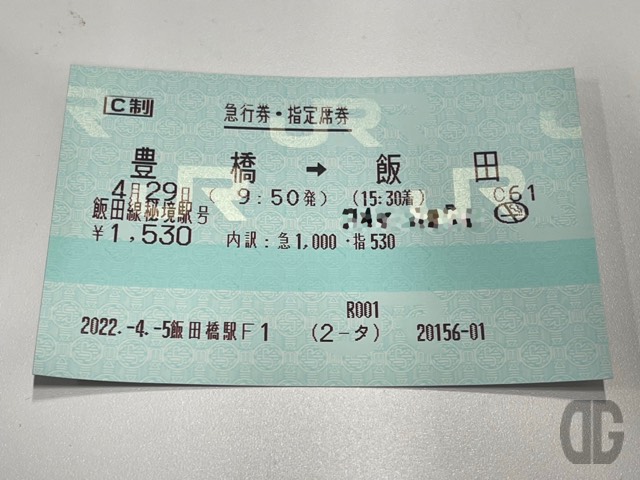 C制
急行券・指定席券
豊橋 → 飯田
4月29日 ( 9:50発) (15:30着) C61
飯田線秘境駅号
¥1,530 内訳:急1,000・指530
R001
2022.-4.-5飯田橋駅F1 (2-タ) 20156-01
DG